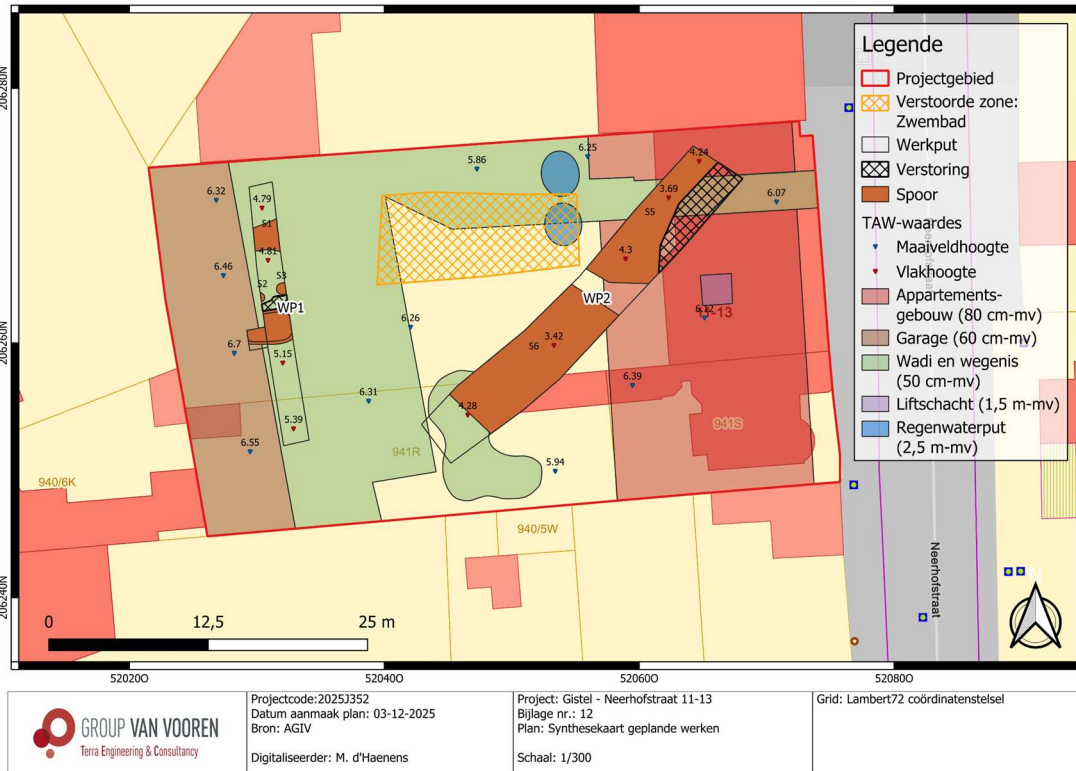 206280N
206260N
206240N
6.25
4.24
5.86
3.69
6.32
4.79
6.07
S5
S1
4.81
4.3
6.46
S3
S2
WP1
WP2
6.12
11-13
6.26
6.7
3.42
S6
5.15
6.39
6.31
4.28
5.39
941S
941R
6.55
5.94
940/6K
940/5W
Neerhofstraat
0 12,5 25 m
52020O 52040O 52060O 52080O
Legende
Projectgebied
Verstoorde zone:
Zwembad
Werkput
Verstoring
Spoor
TAW-waardes
Maaiveldhoogte
Vlakhoogte
Appartements-
gebouw (80 cm-mv)
Garage (60 cm-mv)
Wadi en wegenis
(50 cm-mv)
Liftschacht (1,5 m-mv)
Regenwaterput
(2,5 m-mv)
GROUP VAN VOOREN
Terra Engineering & Consultancy
Projectcode:2025J352
Datum aanmaak plan: 03-12-2025
Bron: AGIV
Digitaliseerder: M. d'Haenens
Project: Gistel - Neerhofstraat 11-13
Bijlage nr.: 12
Plan: Synthesekaart geplande werken
Schaal: 1/300
Grid: Lambert72 coördinatenstelsel